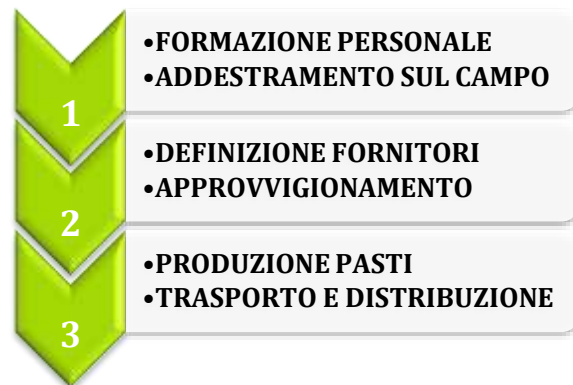 •FORMAZIONE PERSONALE
•ADDESTRAMENTO SUL CAMPO
1
•DEFINIZIONE FORNITORI
•APPROVVIGIONAMENTO
2
•PRODUZIONE PASTI
•TRASPORTO E DISTRIBUZIONE
3